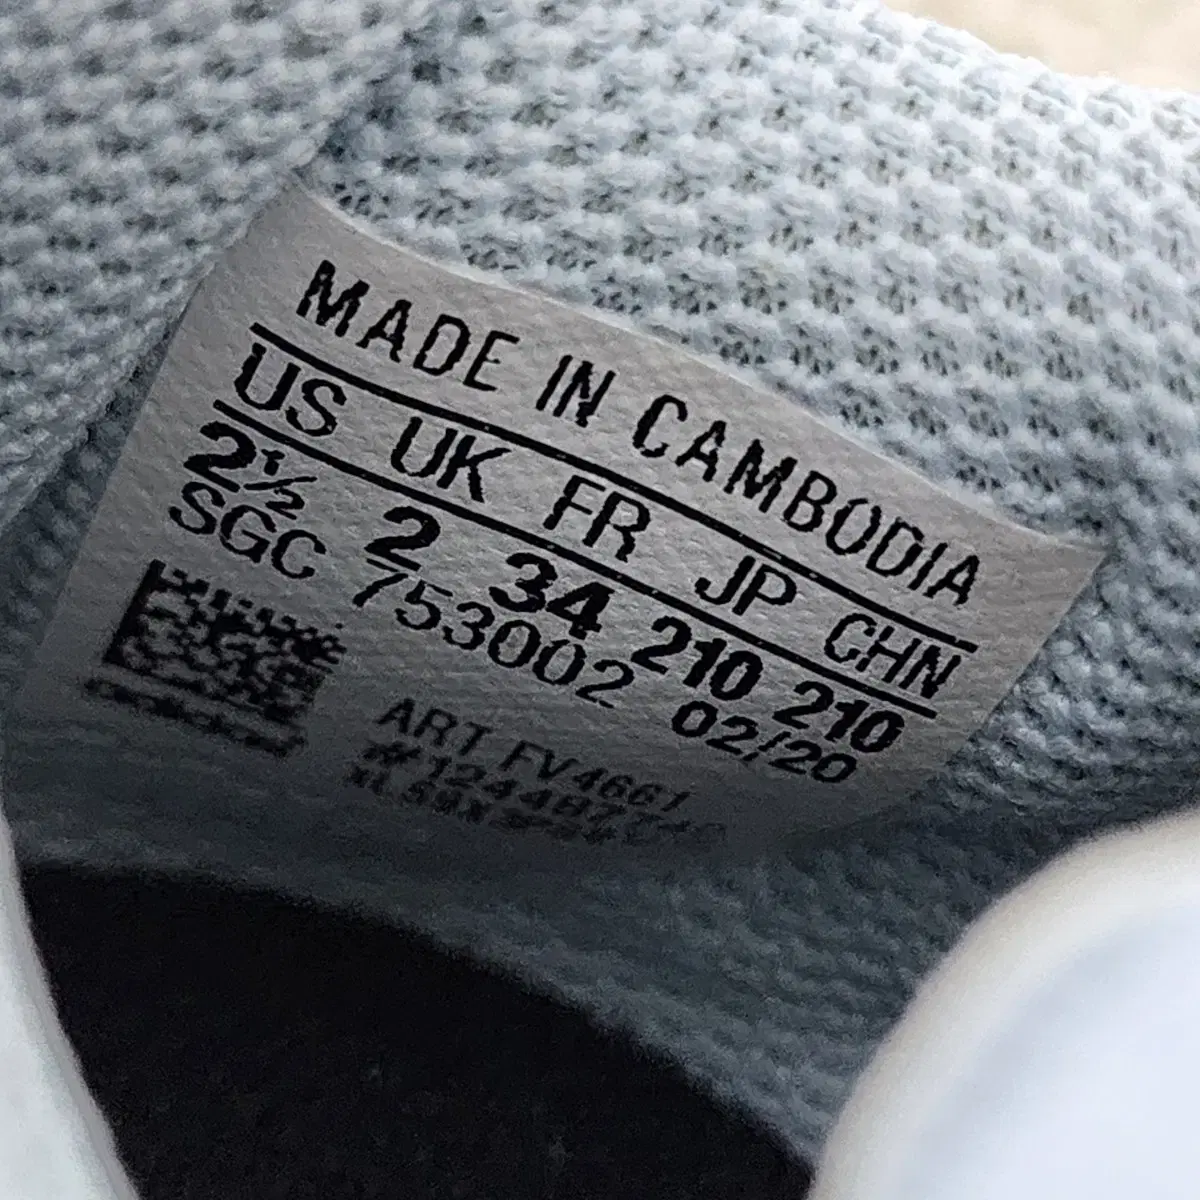 MADE IN CAMBODIA
US UK FR JP CHN
2½ 2 34 210 210
SGC 753002 02/20
ART FV4661